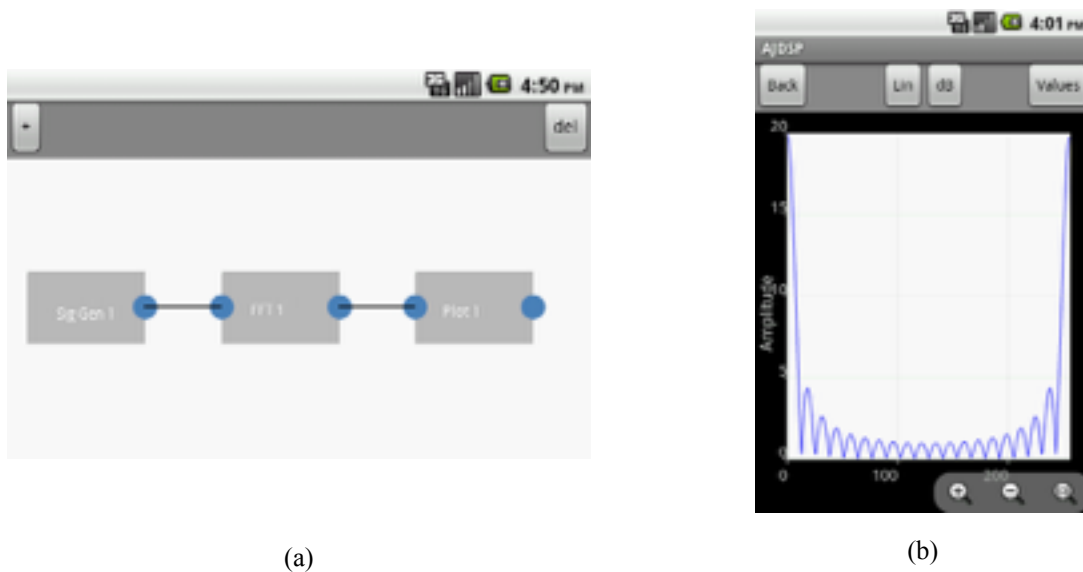 4:50 PM
+
del
Sig Gen 1
FFT 1
Plot 1
(a)
4:01 PM
AJDSP
Back
Lin
dB
Values
20
15
10
5
0
Amplitude
0
100
200
(b)